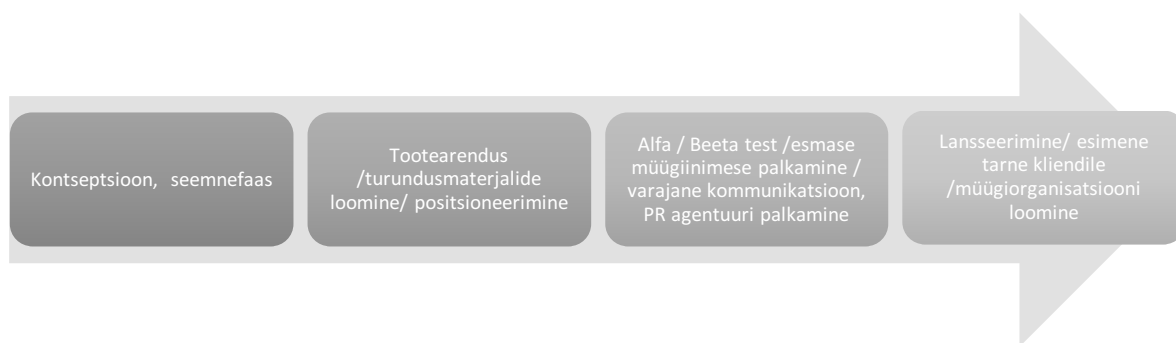 Kontseptsioon, seemnefaas
Tootearendus
/turundusmaterjalide
loomine/ positsioneerimine
Alfa / Beeta test /esmase
müügiinimese palkamine /
varajane kommunikatsioon,
PR agentuuri palkamine
Lansseerimine/ esimene
tarne kliendile
/müügiorganisatsiooni
loomine